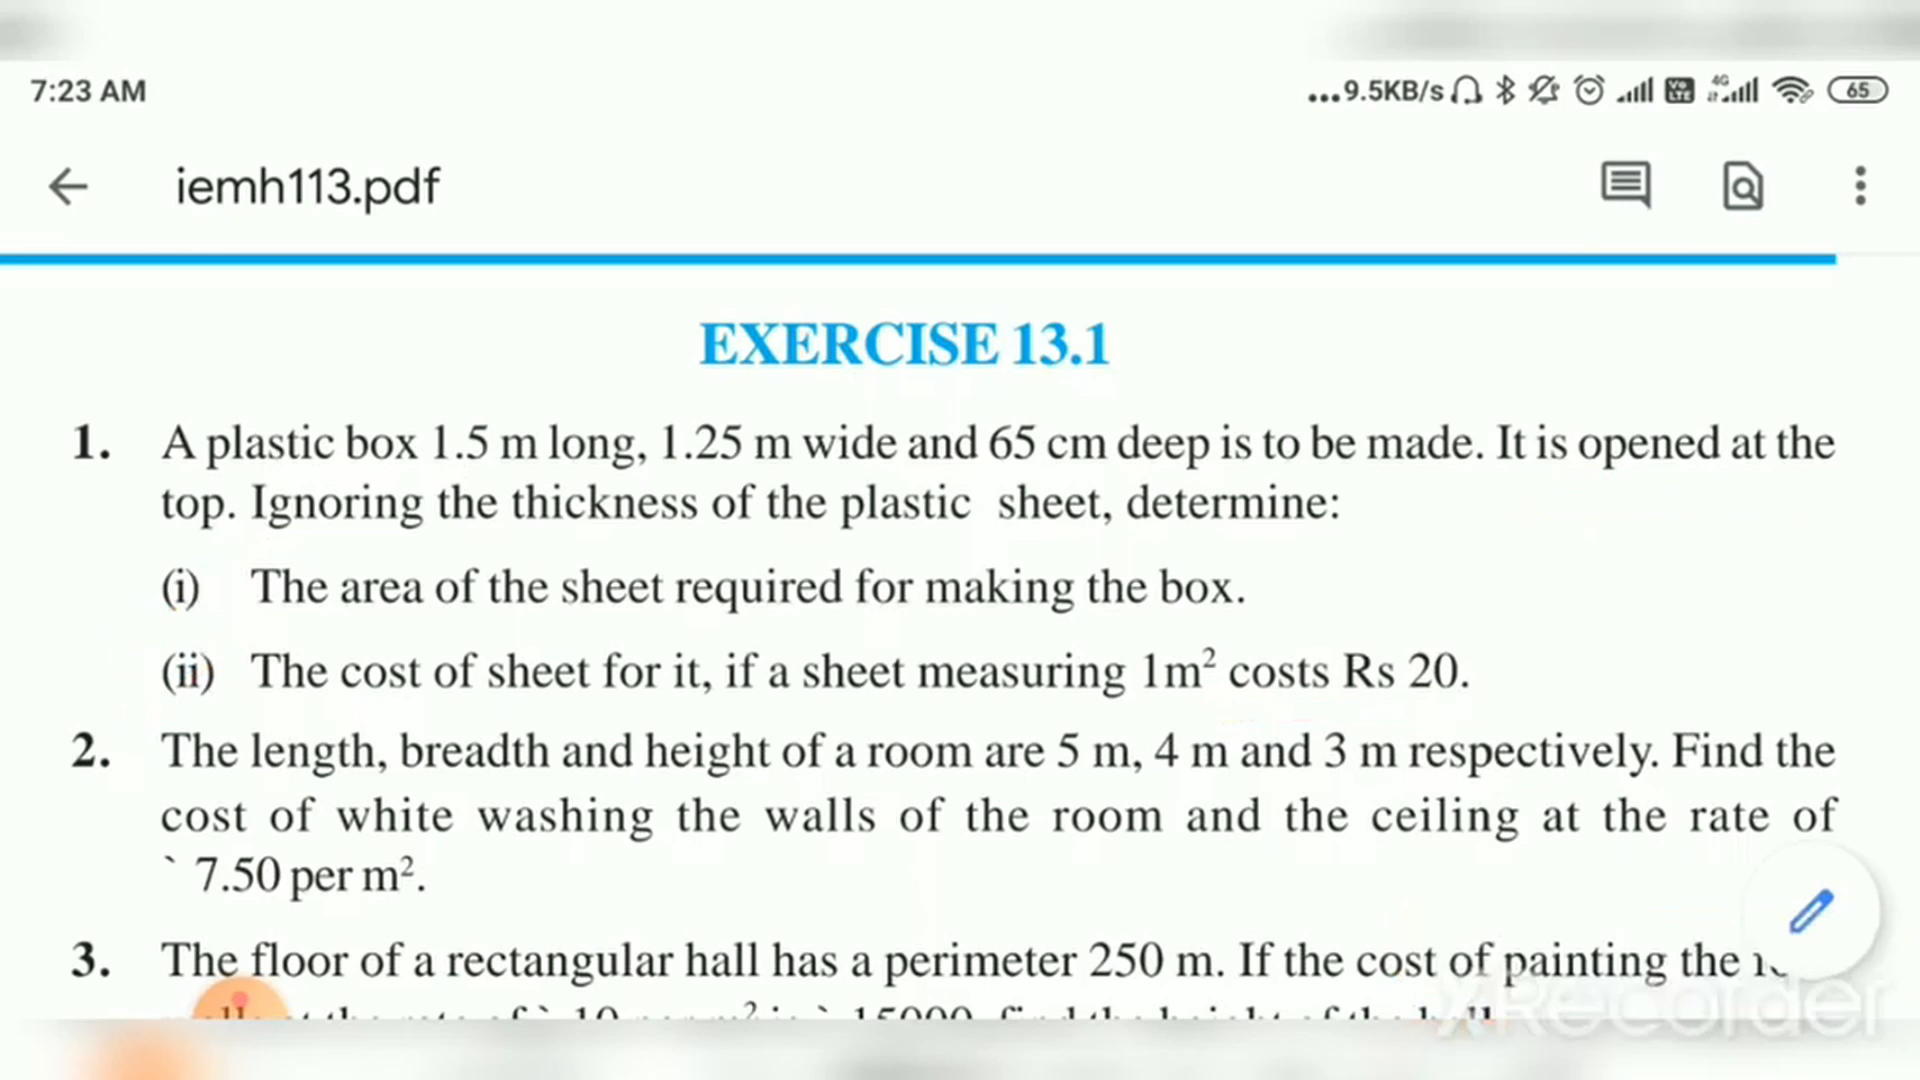 7:23 AM
...9.5KB/s 4G 65
iemh113.pdf
EXERCISE 13.1
1. A plastic box 1.5 m long, 1.25 m wide and 65 cm deep is to be made. It is opened at the
top. Ignoring the thickness of the plastic sheet, determine:
(i) The area of the sheet required for making the box.
(ii) The cost of sheet for it, if a sheet measuring 1m² costs Rs 20.
2. The length, breadth and height of a room are 5 m, 4 m and 3 m respectively. Find the
cost of white washing the walls of the room and the ceiling at the rate of
` 7.50 per m².
3. The floor of a rectangular hall has a perimeter 250 m. If the cost of painting the
XRecorder